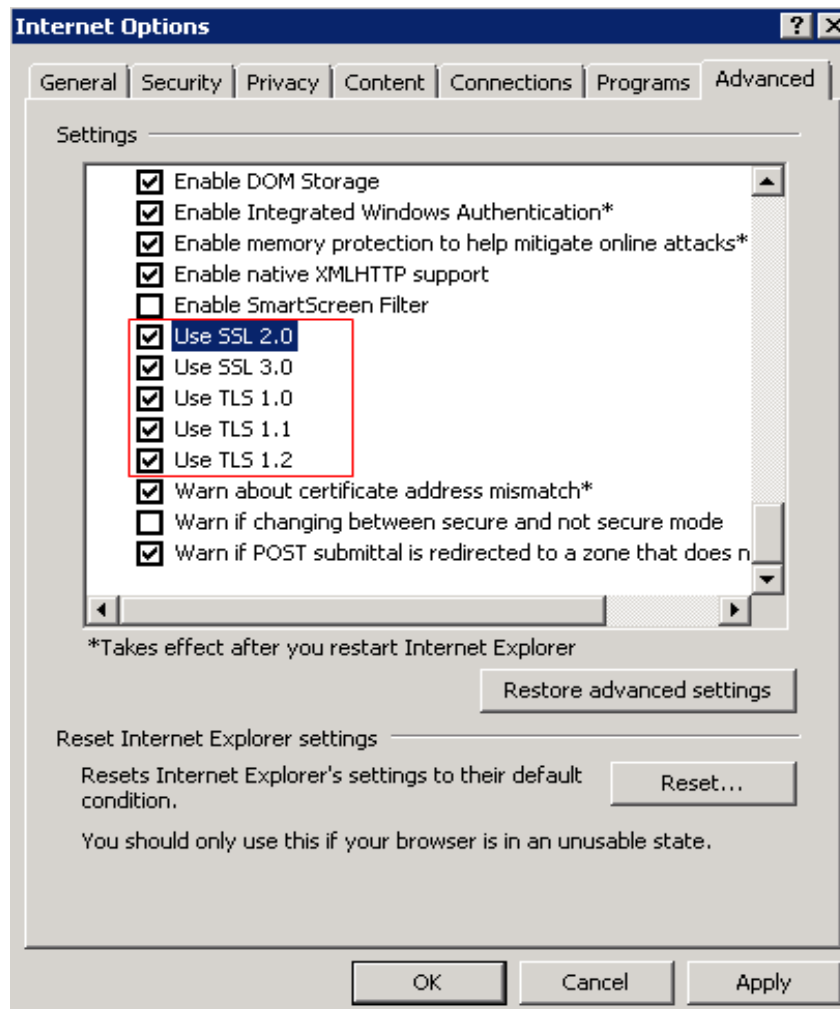 Internet Options
General Security Privacy Content Connections Programs Advanced
Settings
Enable DOM Storage
Enable Integrated Windows Authentication*
Enable memory protection to help mitigate online attacks*
Enable native XMLHTTP support
Enable SmartScreen Filter
Use SSL 2.0
Use SSL 3.0
Use TLS 1.0
Use TLS 1.1
Use TLS 1.2
Warn about certificate address mismatch*
Warn if changing between secure and not secure mode
Warn if POST submittal is redirected to a zone that does n
*Takes effect after you restart Internet Explorer
Restore advanced settings
Reset Internet Explorer settings
Resets Internet Explorer's settings to their default
condition.
Reset...
You should only use this if your browser is in an unusable state.
OK Cancel Apply